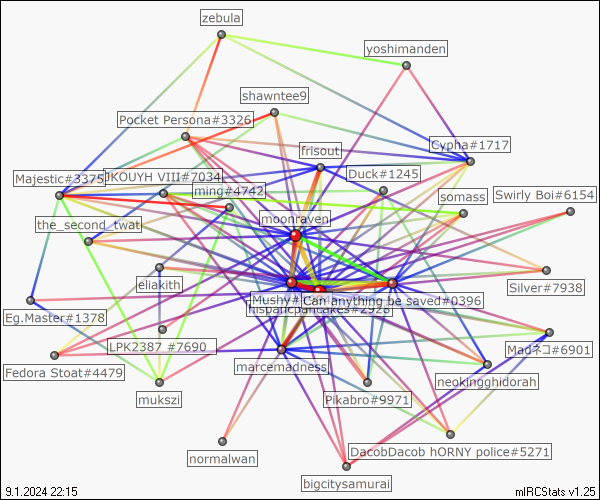 zebula
yoshimanden
shawntee9
Pocket Persona#3326
frisout
Cypha#1717
Majestic#3375
JKOUYH VIII#7034
Duck#1245
ming#4742
somass
Swirly Boi#6154
moonraven
the_second_twat
eliakith
Silver#7938
Mushy#
Can anything be saved#0396
hispanicpancakes#2928
Eg.Master#1378
LPK2387 #7690
Madネコ#6901
Fedora Stoat#4479
marcemadness
neokingghidorah
mukszi
Pikabro#9971
normalwan
DacobDacob hORNY police#5271
bigcitysamurai
9.1.2024 22:15
mIRCStats v1.25